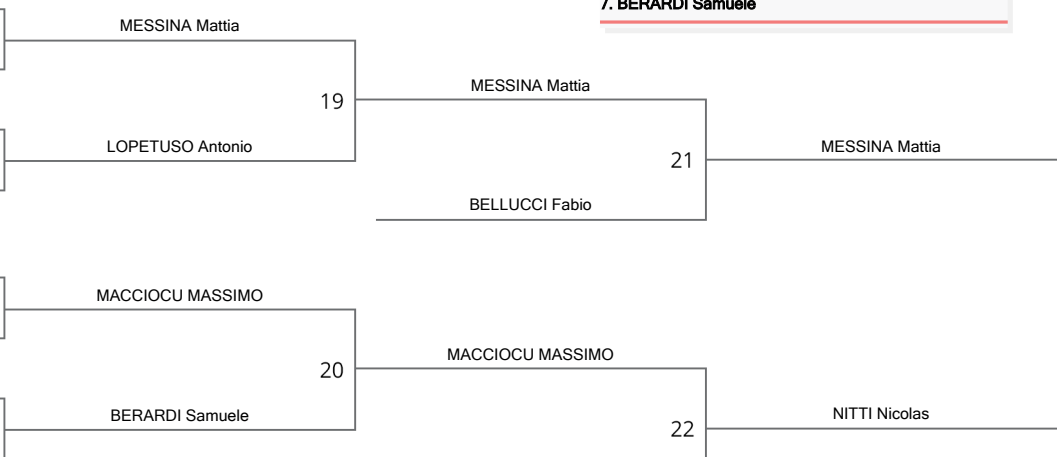 7. BERARDI Samuele
MESSINA Mattia
19
MESSINA Mattia
LOPETUSO Antonio
21
MESSINA Mattia
BELLUCCI Fabio
MACCIOCU MASSIMO
20
MACCIOCU MASSIMO
BERARDI Samuele
22
NITTI Nicolas